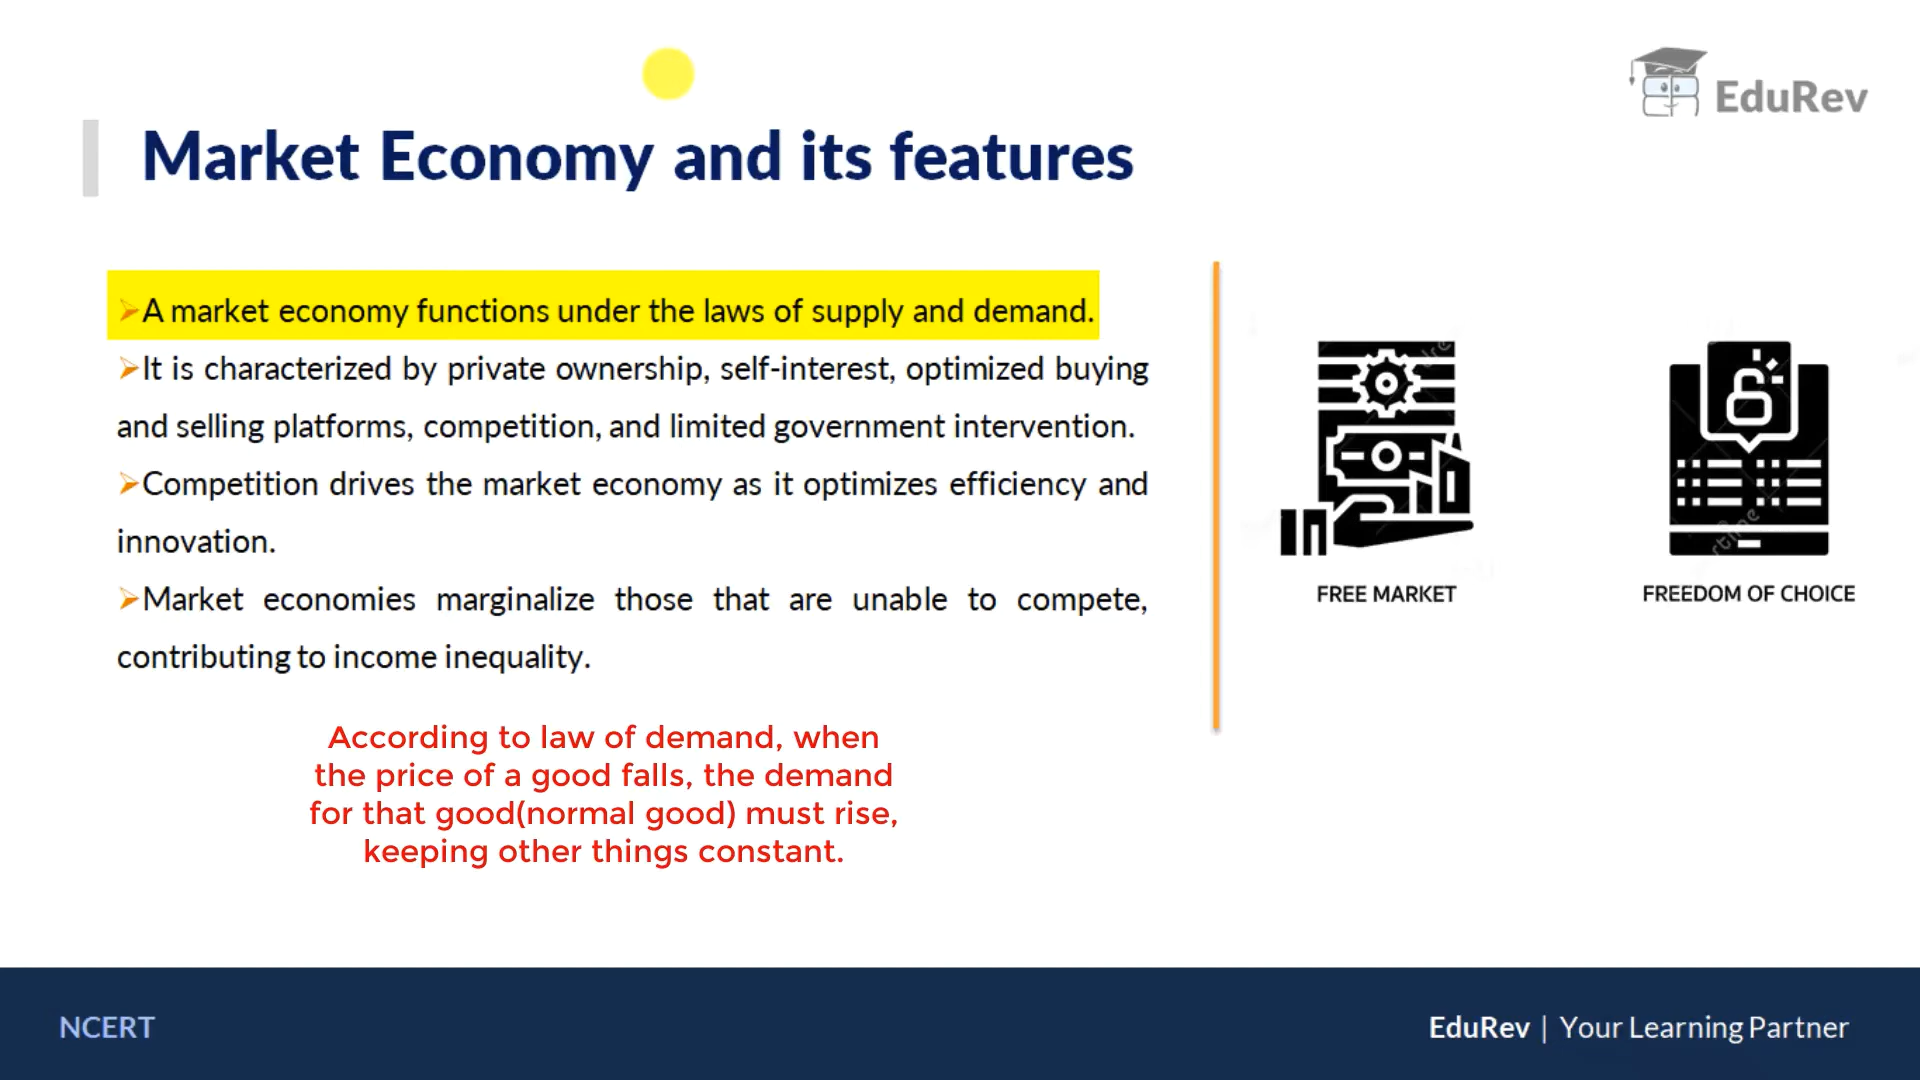 EduRev
Market Economy and its features
➢A market economy functions under the laws of supply and demand.
➢It is characterized by private ownership, self-interest, optimized buying
and selling platforms, competition, and limited government intervention.
➢Competition drives the market economy as it optimizes efficiency and
innovation.
➢Market economies marginalize those that are unable to compete,
contributing to income inequality.
According to law of demand, when
the price of a good falls, the demand
for that good(normal good) must rise,
keeping other things constant.
FREE MARKET
FREEDOM OF CHOICE
NCERT
EduRev | Your Learning Partner